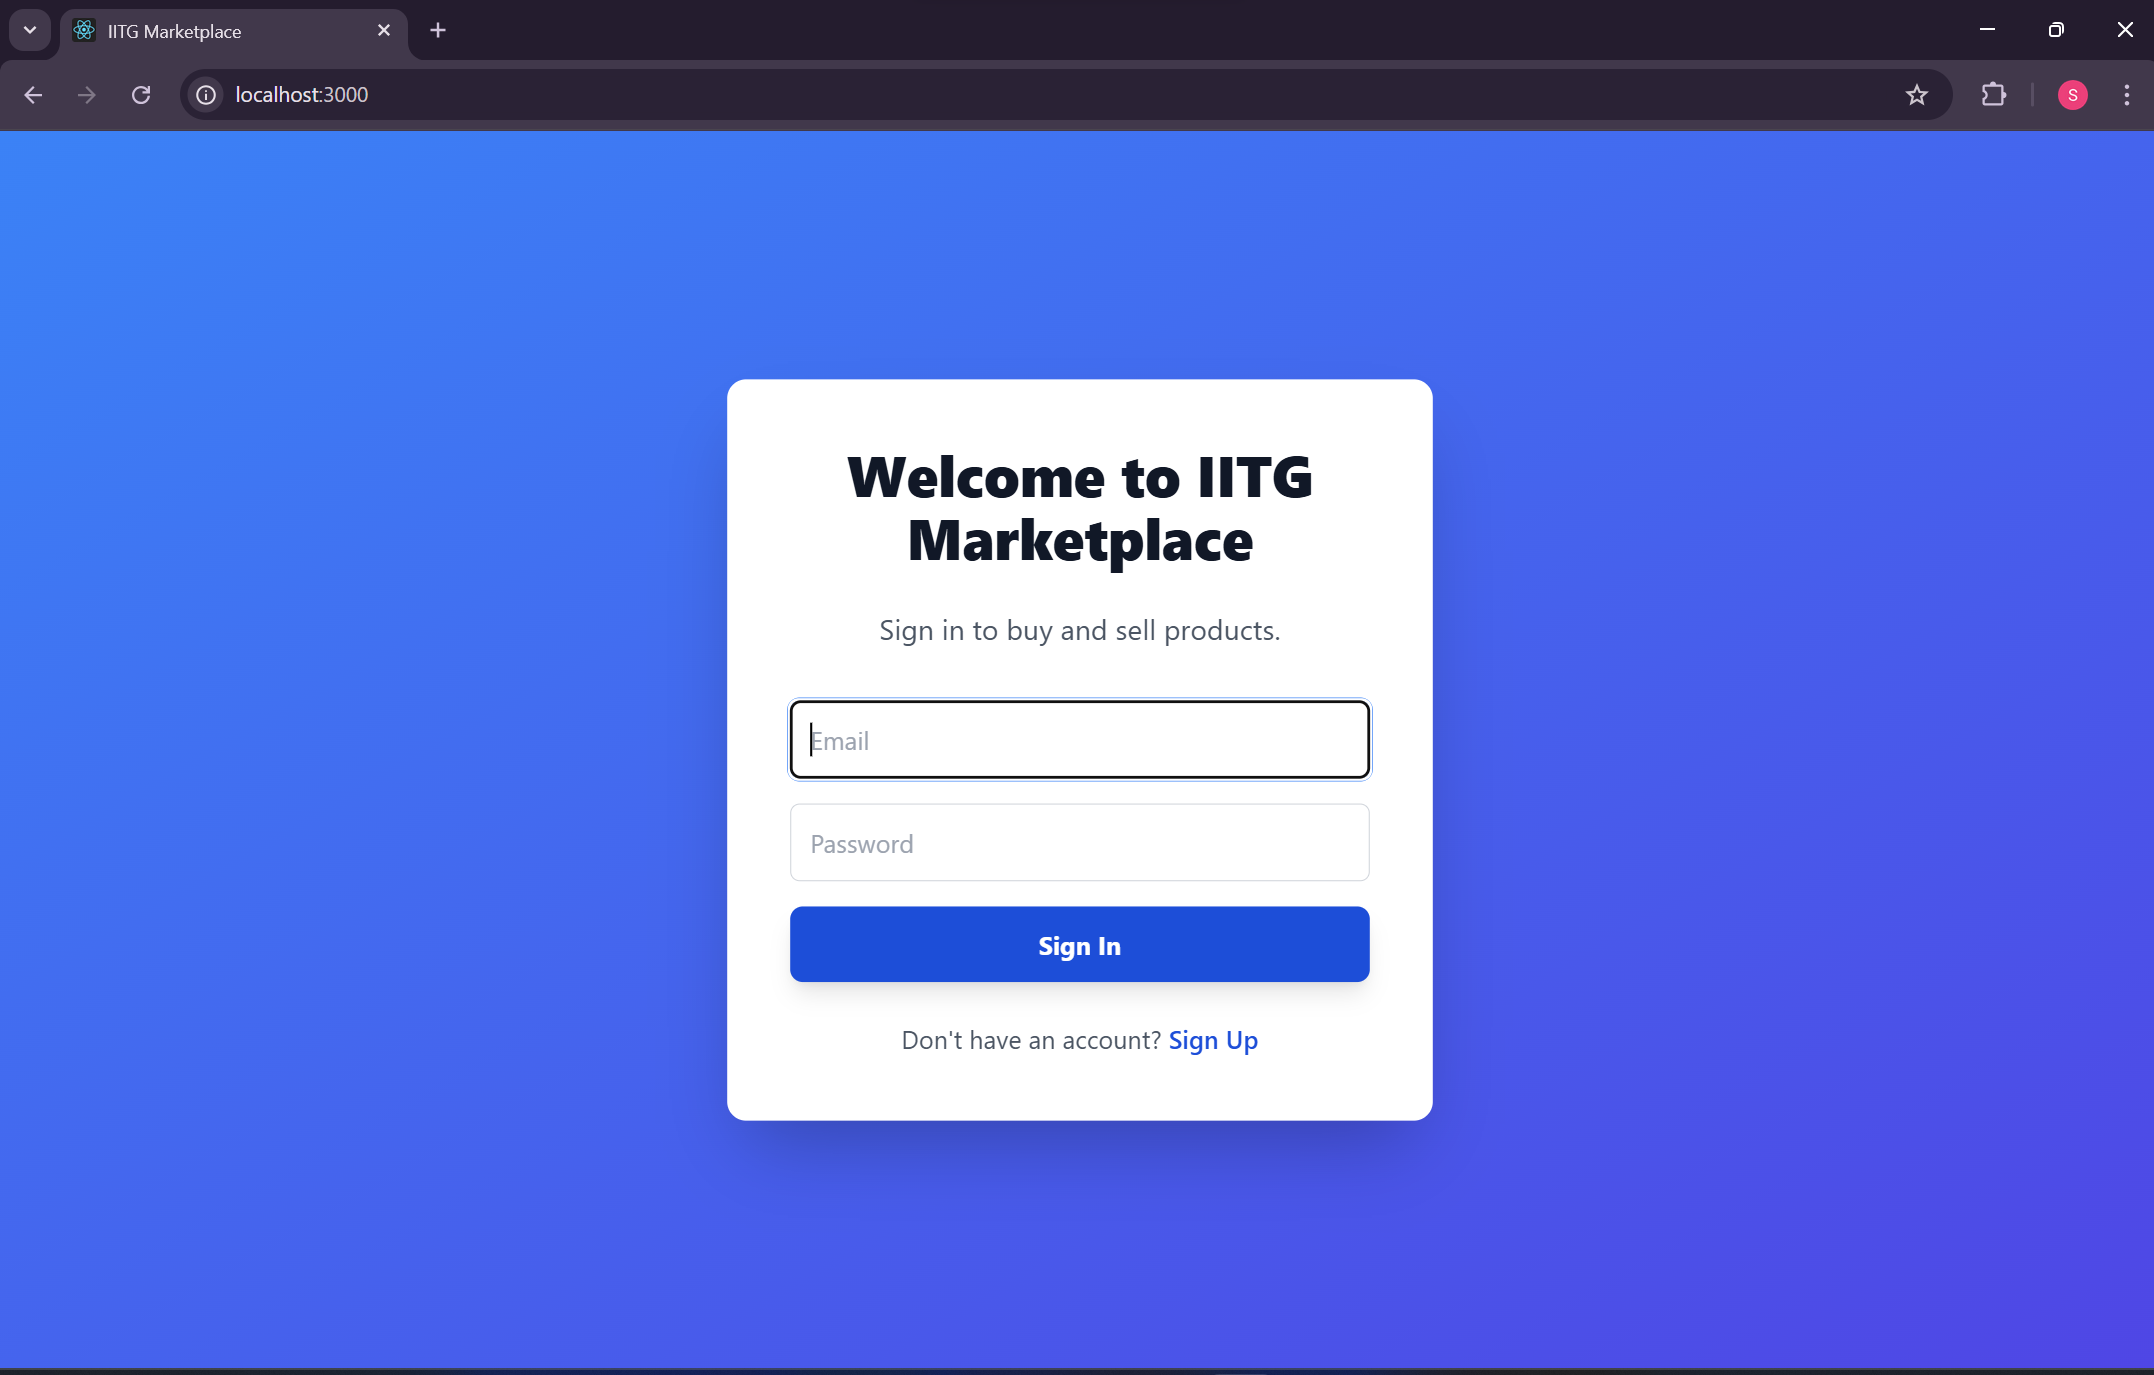 IITG Marketplace
localhost:3000
S
Welcome to IITG
Marketplace
Sign in to buy and sell products.
Email
Password
Sign In
Don't have an account? Sign Up